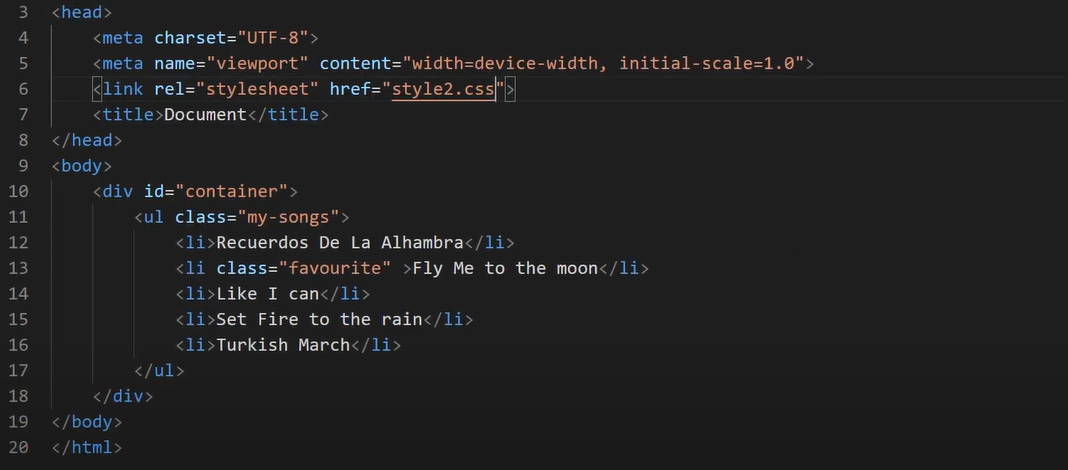 3 <head>
4     <meta charset="UTF-8">
5     <meta name="viewport" content="width=device-width, initial-scale=1.0">
6     <link rel="stylesheet" href="style2.css">
7     <title>Document</title>
8 </head>
9 <body>
10     <div id="container">
11         <ul class="my-songs">
12             <li>Recuerdos De La Alhambra</li>
13             <li class="favourite" >Fly Me to the moon</li>
14             <li>Like I can</li>
15             <li>Set Fire to the rain</li>
16             <li>Turkish March</li>
17         </ul>
18     </div>
19 </body>
20 </html>